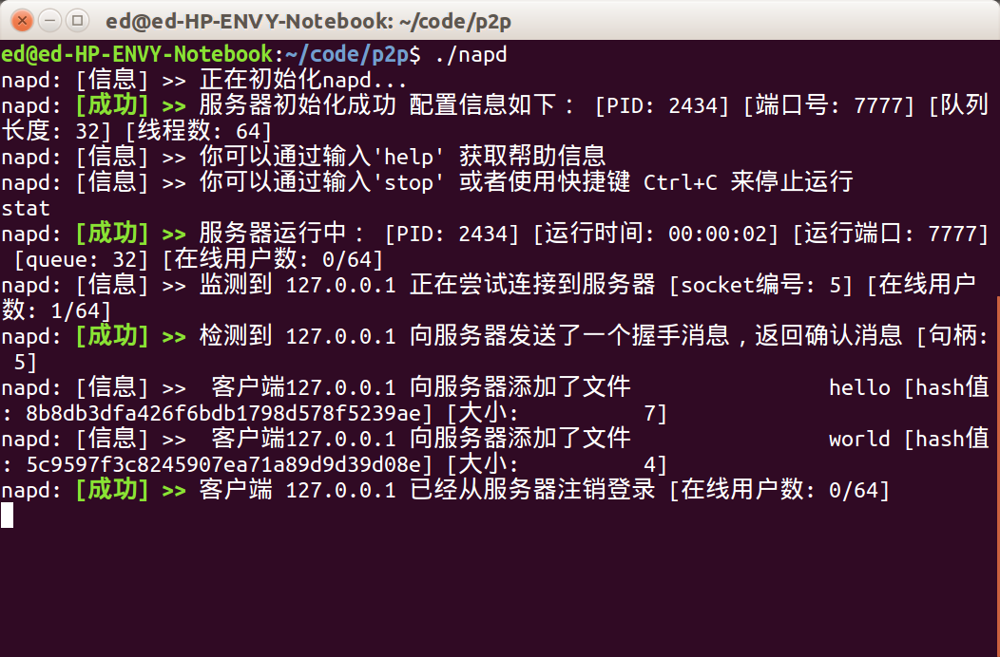 ed@ed-HP-ENVY-Notebook: ~/code/p2p
ed@ed-HP-ENVY-Notebook:~/code/p2p$ ./napd
napd: [信息] >> 正在初始化napd...
napd: [成功] >> 服务器初始化成功 配置信息如下： [PID: 2434] [端口号: 7777] [队列
长度: 32] [线程数: 64]
napd: [信息] >> 你可以通过输入'help' 获取帮助信息
napd: [信息] >> 你可以通过输入'stop' 或者使用快捷键 Ctrl+C 来停止运行
stat
napd: [成功] >> 服务器运行中： [PID: 2434] [运行时间: 00:00:02] [运行端口: 7777]
 [queue: 32] [在线用户数: 0/64]
napd: [信息] >> 监测到 127.0.0.1 正在尝试连接到服务器 [socket编号: 5] [在线用户
数: 1/64]
napd: [成功] >> 检测到 127.0.0.1 向服务器发送了一个握手消息，返回确认消息 [句柄:
 5]
napd: [信息] >>  客户端127.0.0.1 向服务器添加了文件                hello [hash值
: 8b8db3dfa426f6bdb1798d578f5239ae] [大小:          7]
napd: [信息] >>  客户端127.0.0.1 向服务器添加了文件                world [hash值
: 5c9597f3c8245907ea71a89d9d39d08e] [大小:          4]
napd: [成功] >> 客户端 127.0.0.1 已经从服务器注销登录 [在线用户数: 0/64]